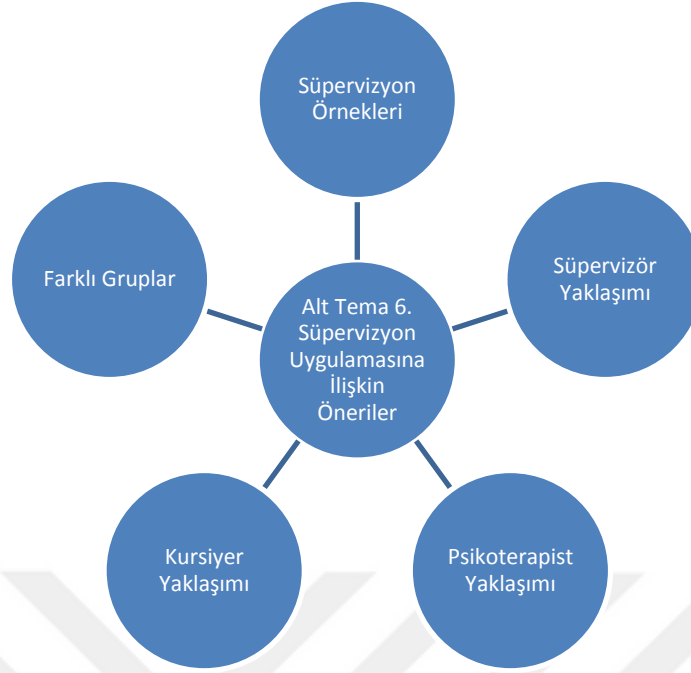 Süpervizyon
Örnekleri
Farklı Gruplar
Süpervizör
Yaklaşımı
Alt Tema 6.
Süpervizyon
Uygulamasına
İlişkin
Öneriler
Kursiyer
Yaklaşımı
Psikoterapist
Yaklaşımı